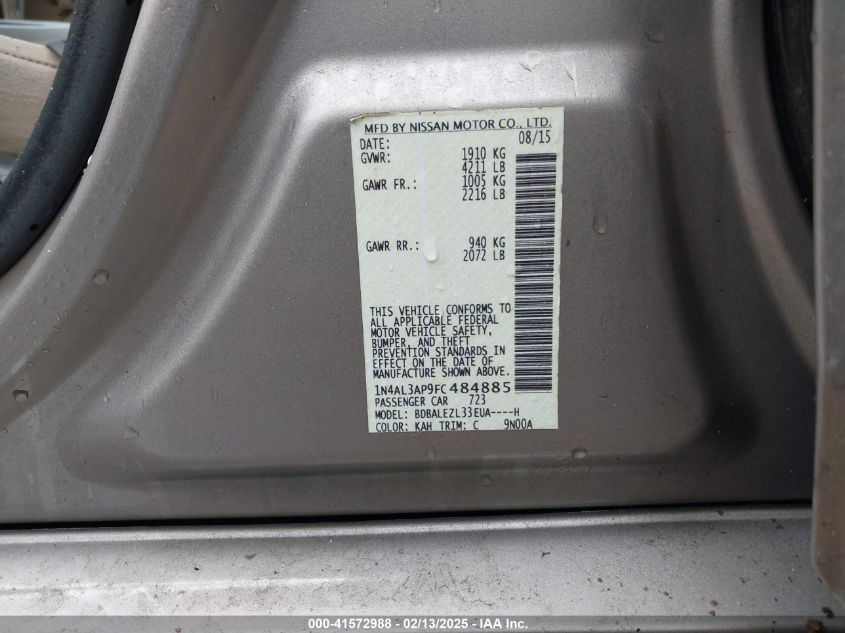 MFD BY NISSAN MOTOR CO., LTD.
DATE: 08/15
GVWR: 1910 KG
4211 LB
GAWR FR.: 1005 KG
2216 LB
GAWR RR.: 940 KG
2072 LB
THIS VEHICLE CONFORMS TO
ALL APPLICABLE FEDERAL
MOTOR VEHICLE SAFETY,
BUMPER, AND THEFT
PREVENTION STANDARDS IN
EFFECT ON THE DATE OF
MANUFACTURE SHOWN ABOVE.
1N4AL3AP9FC484885
PASSENGER CAR 723
MODEL: BDBALEZL33EUA----H
COLOR: KAH TRIM: C 9N00A
000-41572988 - 02/13/2025 - IAAI.COM